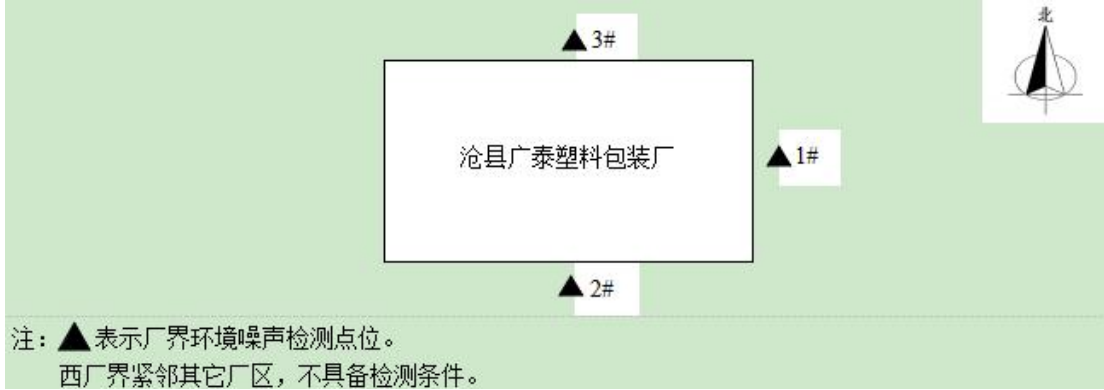 北
▲3#
沧县广泰塑料包装厂
▲1#
▲2#
注：▲表示厂界环境噪声检测点位。
西厂界紧邻其它厂区，不具备检测条件。